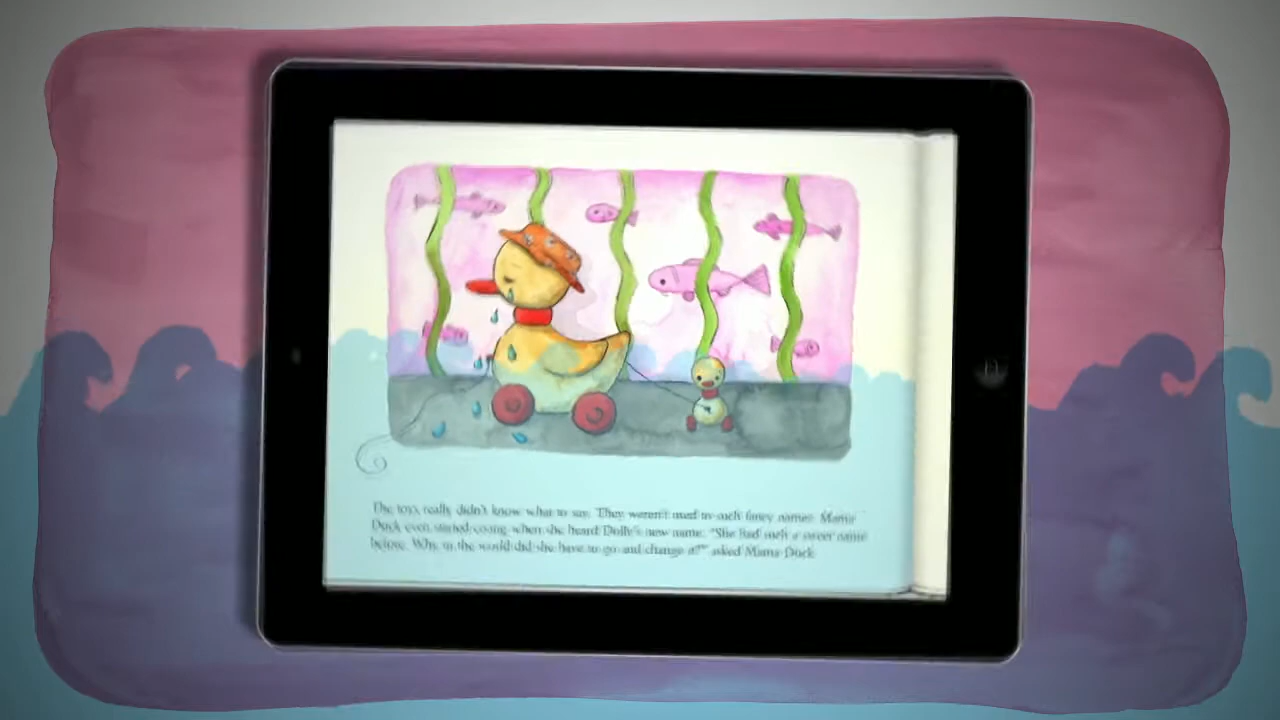 The toys really didn't know what to say. They weren't used to such fancy names. Mama
Duck even started crying when she heard Dolly's new name. "She had such a sweet name
before. Why in the world did she have to go and change it?" asked Mama Duck.